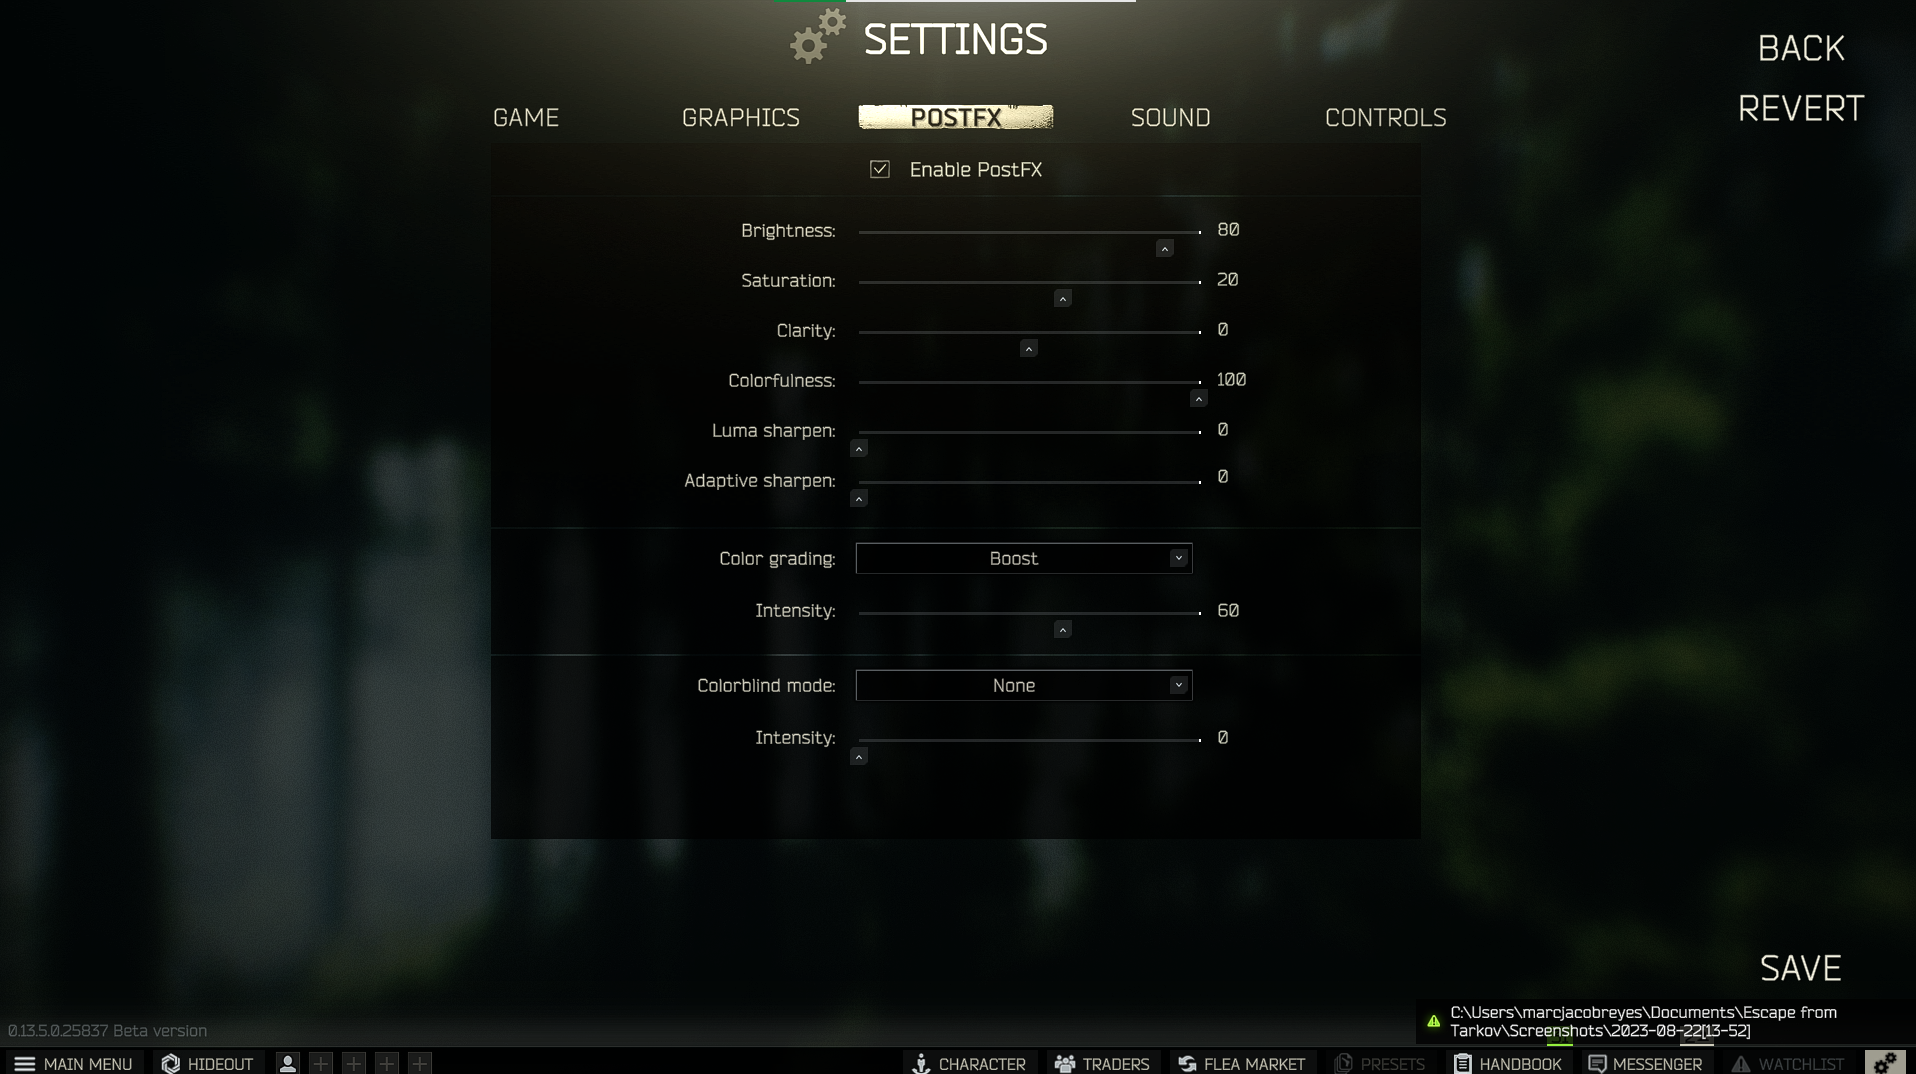 SETTINGS
BACK
REVERT
GAME
GRAPHICS
POSTFX
SOUND
CONTROLS
Enable PostFX
Brightness: 80
Saturation: 20
Clarity: 0
Colorfulness: 100
Luma sharpen: 0
Adaptive sharpen: 0
Color grading: Boost
Intensity: 60
Colorblind mode: None
Intensity: 0
SAVE
C:\Users\marcjacobreyes\Documents\Escape from
Tarkov\Screenshots\2023-08-22[13-52]
0.13.5.0.25837 Beta version
MAIN MENU
HIDEOUT
CHARACTER
TRADERS
FLEA MARKET
PRESETS
HANDBOOK
MESSENGER
WATCHLIST